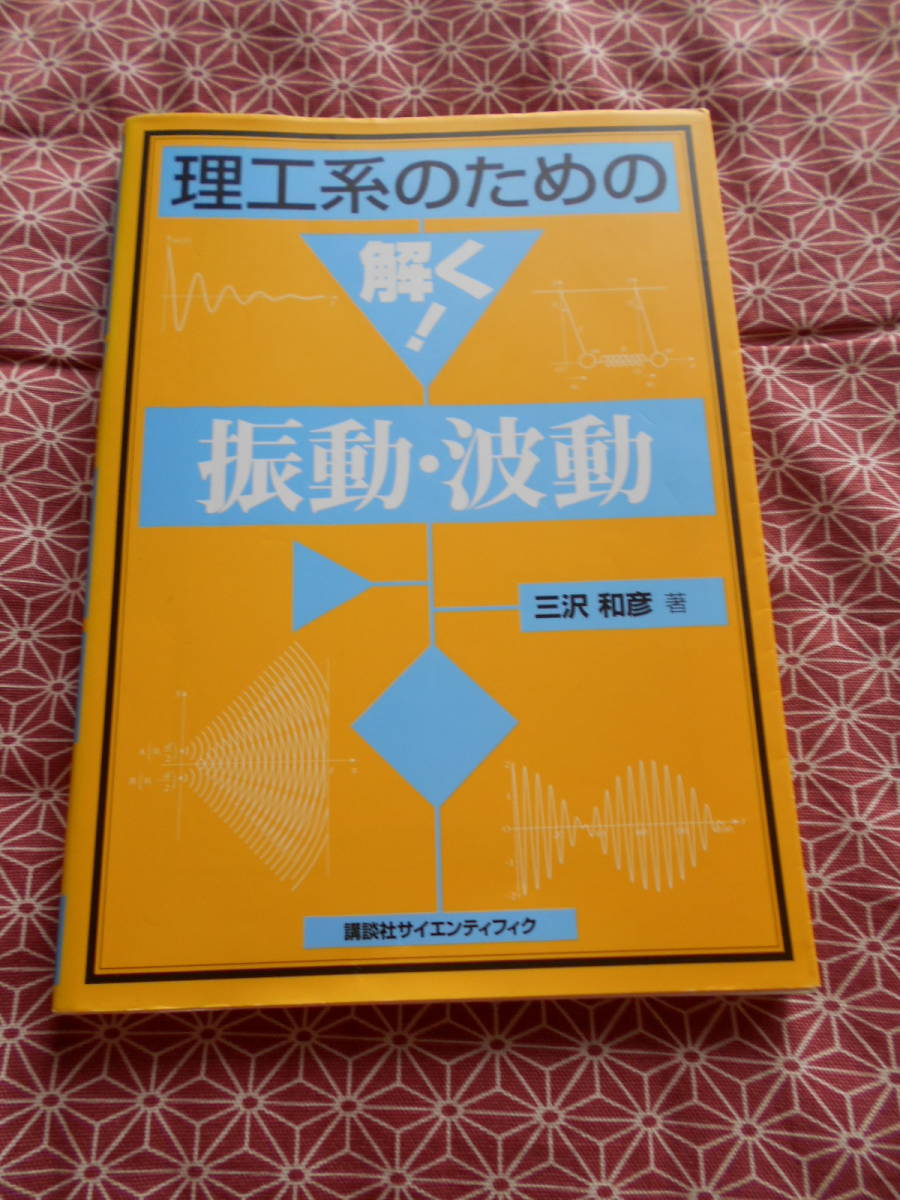 理工系のための
解く
!
振動・波動
三沢 和彦 著
講談社サイエンティフィク